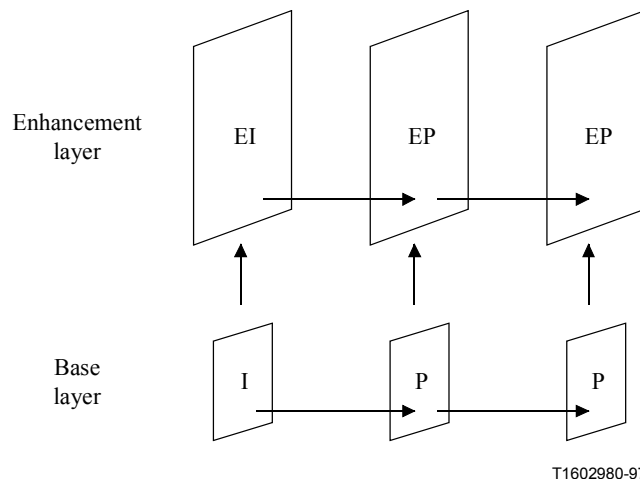 Enhancement
layer
EI
EP
EP
Base
layer
I
P
P
T1602980-97